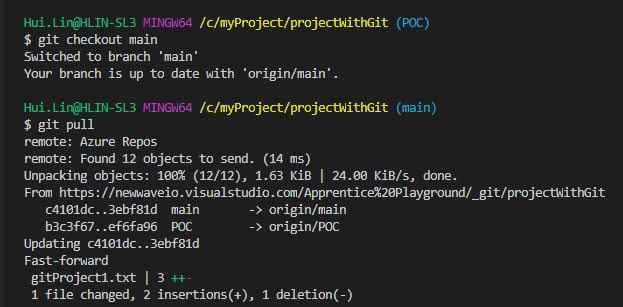 Hui.Lin@HLIN-SL3 MINGW64 /c/myProject/projectWithGit (POC)
$ git checkout main
Switched to branch 'main'
Your branch is up to date with 'origin/main'.
Hui.Lin@HLIN-SL3 MINGW64 /c/myProject/projectWithGit (main)
$ git pull
remote: Azure Repos
remote: Found 12 objects to send. (14 ms)
Unpacking objects: 100% (12/12), 1.63 KiB | 24.00 KiB/s, done.
From https://newwaveio.visualstudio.com/Apprentice%20Playground/_git/projectWithGit
   c4101dc..3ebf81d  main       -> origin/main
   b3c3f67..ef6fa96  POC        -> origin/POC
Updating c4101dc..3ebf81d
Fast-forward
 gitProject1.txt | 3 ++-
 1 file changed, 2 insertions(+), 1 deletion(-)